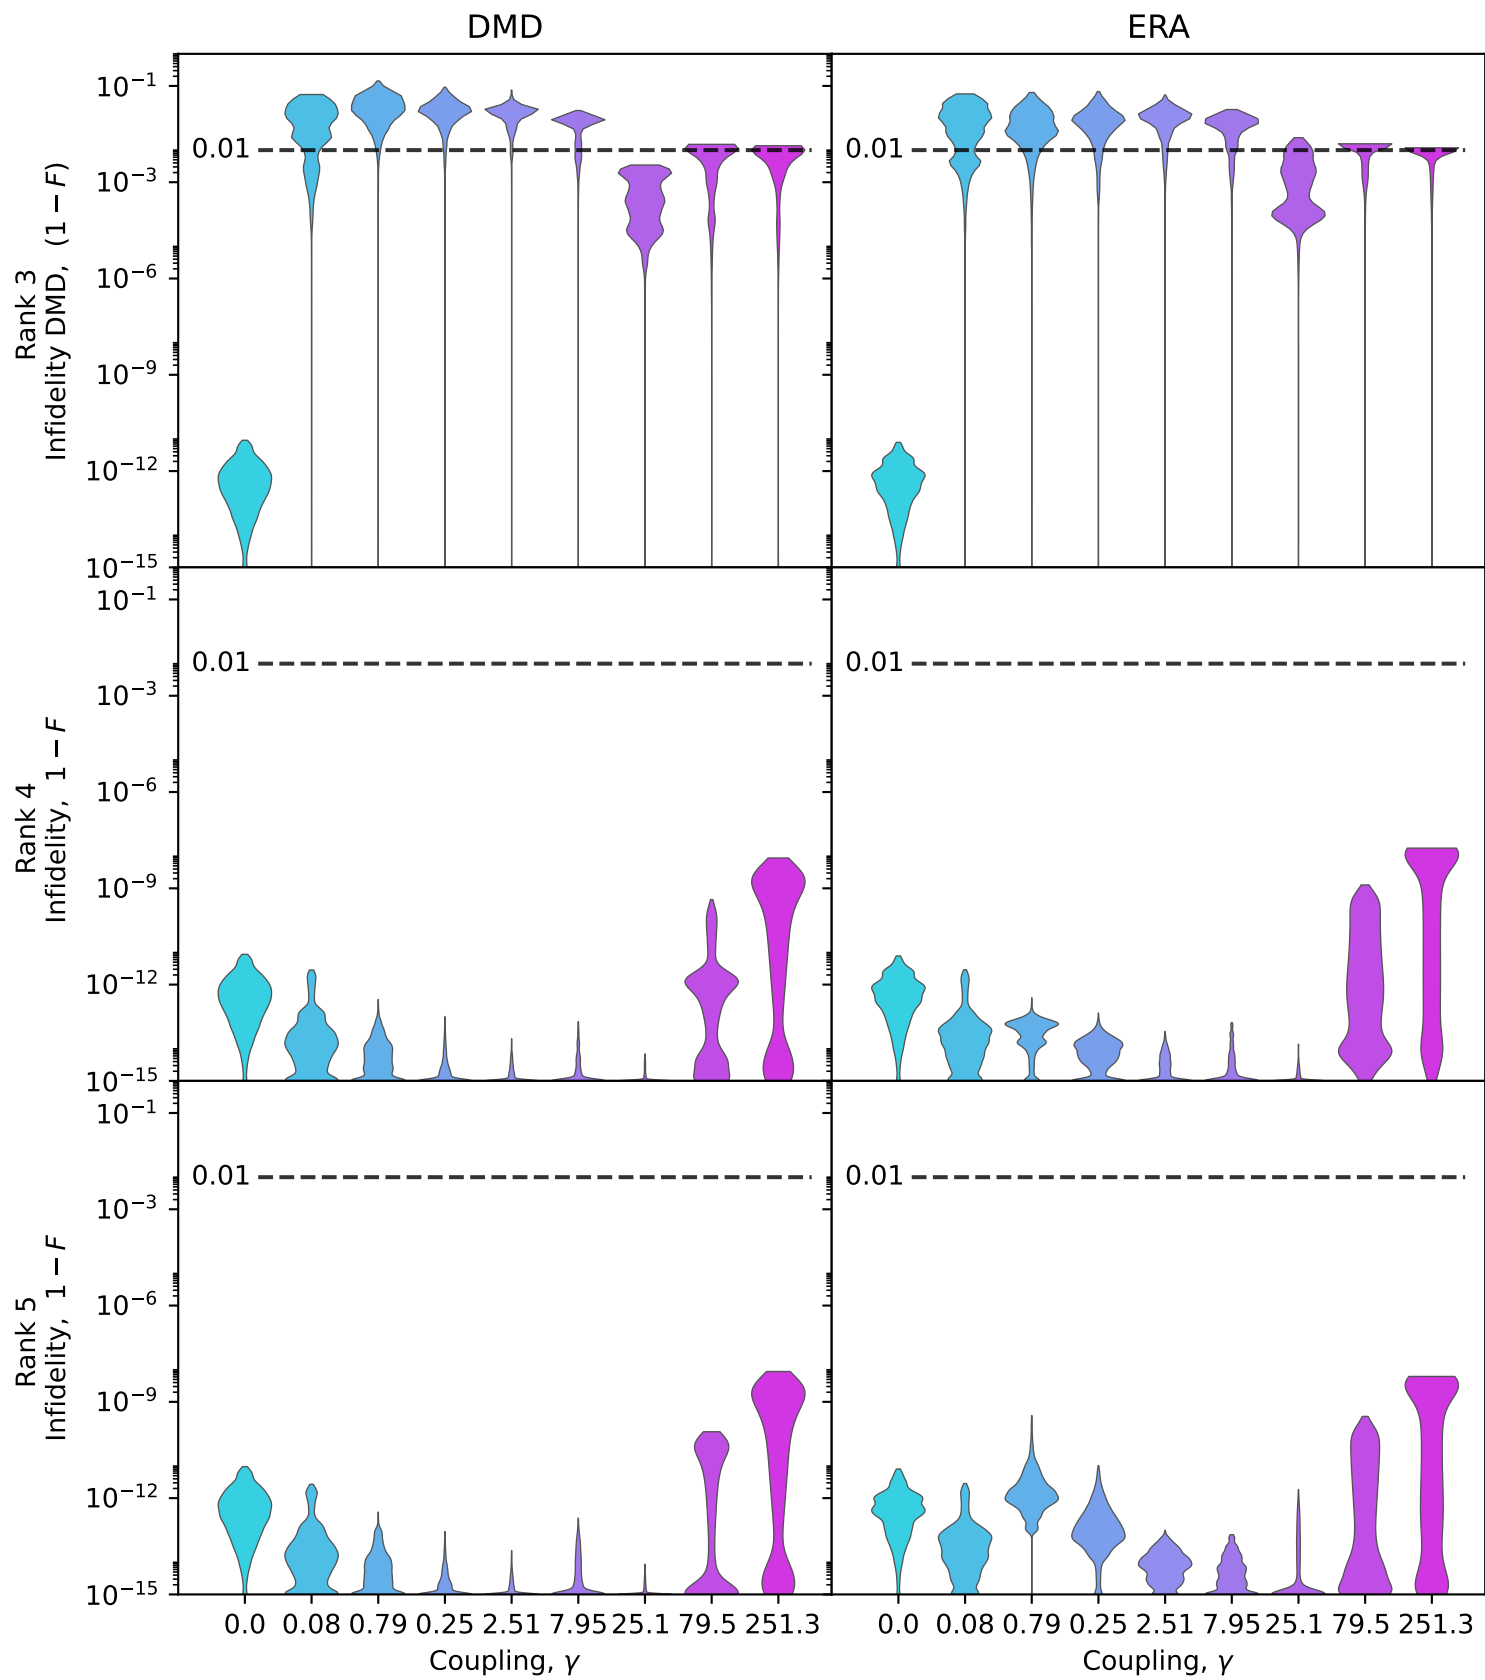 DMD
ERA
Rank 3
Infidelity DMD, (1 − F)
10⁻¹
10⁻³
10⁻⁶
10⁻⁹
10⁻¹²
10⁻¹⁵
0.01
0.01
Rank 4
Infidelity, 1 − F
10⁻¹
10⁻³
10⁻⁶
10⁻⁹
10⁻¹²
10⁻¹⁵
0.01
0.01
Rank 5
Infidelity, 1 − F
10⁻¹
10⁻³
10⁻⁶
10⁻⁹
10⁻¹²
10⁻¹⁵
0.01
0.01
0.0 0.08 0.79 0.25 2.51 7.95 25.1 79.5 251.3
0.0 0.08 0.79 0.25 2.51 7.95 25.1 79.5 251.3
Coupling, γ
Coupling, γ